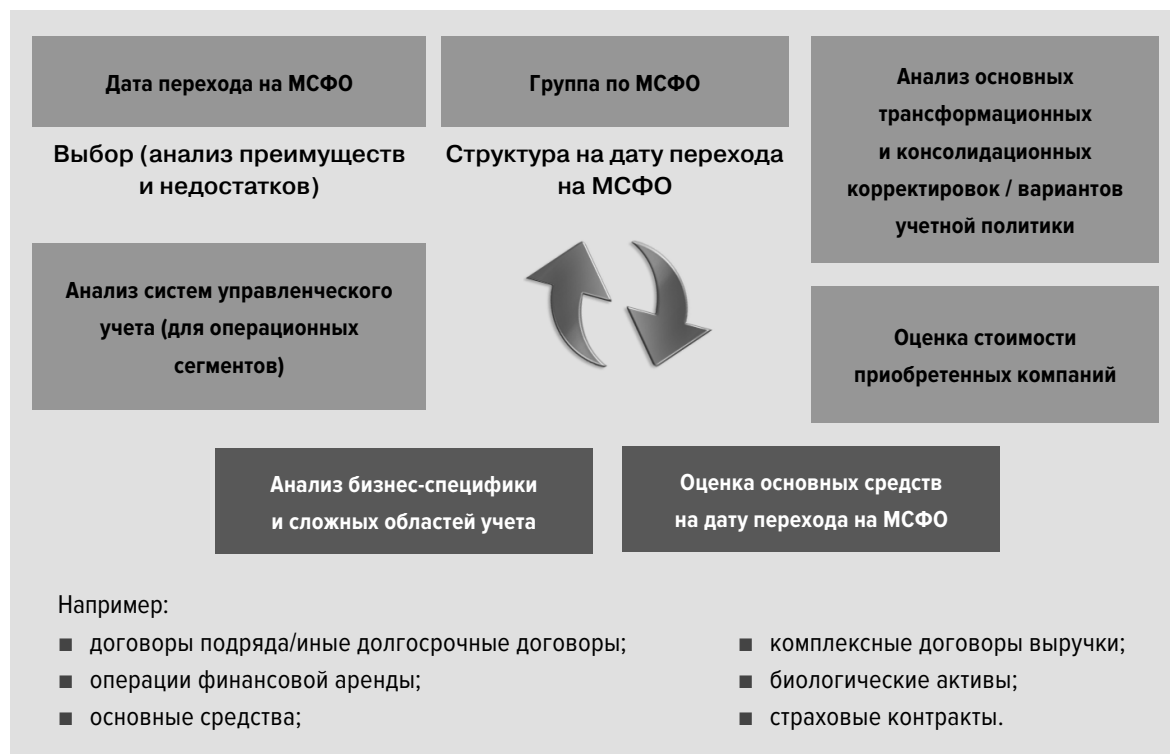 Дата перехода на МСФО
Выбор (анализ преимуществ
и недостатков)
Группа по МСФО
Структура на дату перехода
на МСФО
Анализ основных
трансформационных
и консолидационных
корректировок / вариантов
учетной политики
Анализ систем управленческого
учета (для операционных
сегментов)
Оценка стоимости
приобретенных компаний
Анализ бизнес-специфики
и сложных областей учета
Оценка основных средств
на дату перехода на МСФО
Например:
■ договоры подряда/иные долгосрочные договоры;
■ операции финансовой аренды;
■ основные средства;
■ комплексные договоры выручки;
■ биологические активы;
■ страховые контракты.